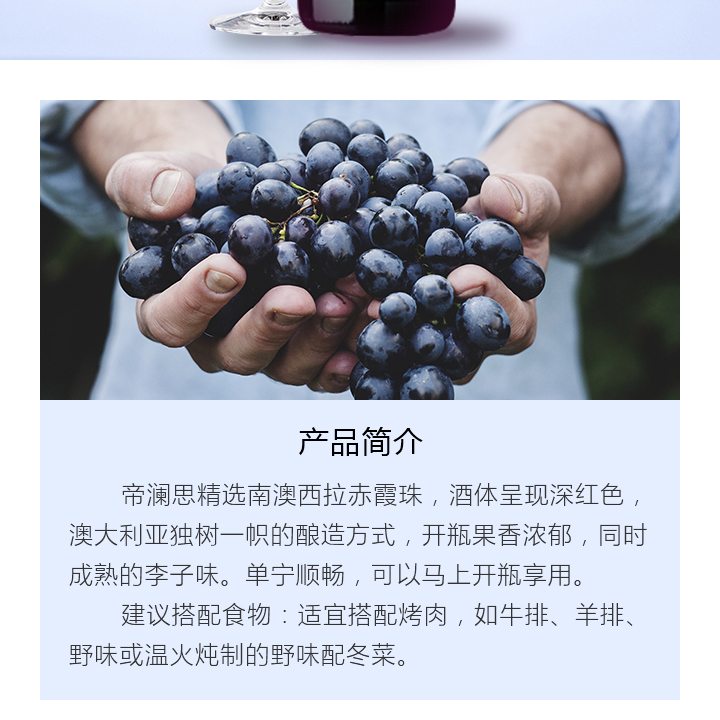 产品简介
帝澜思精选南澳西拉赤霞珠，酒体呈现深红色，
澳大利亚独树一帜的酿造方式，开瓶果香浓郁，同时
成熟的李子味。单宁顺畅，可以马上开瓶享用。
建议搭配食物：适宜搭配烤肉，如牛排、羊排、
野味或温火炖制的野味配冬菜。